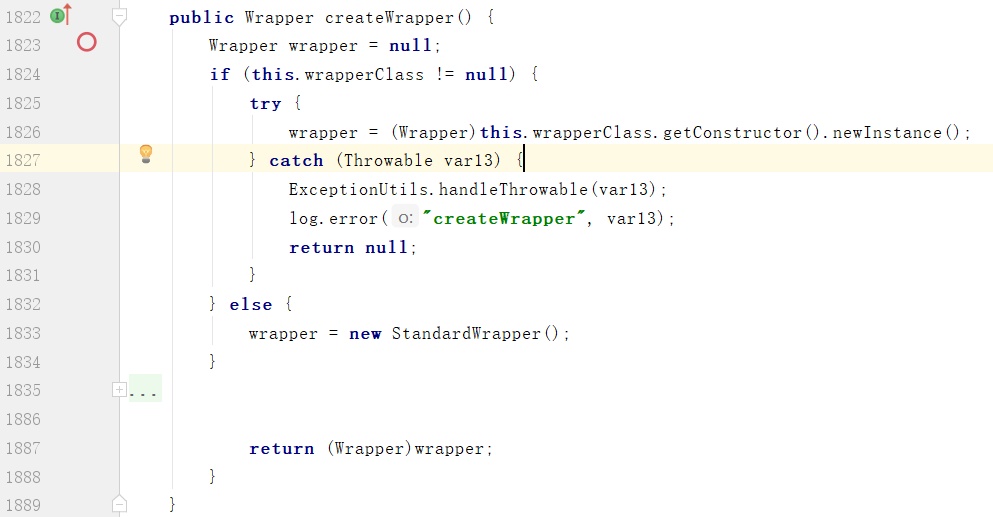 1822 public Wrapper createWrapper() {
1823 Wrapper wrapper = null;
1824 if (this.wrapperClass != null) {
1825 try {
1826 wrapper = (Wrapper)this.wrapperClass.getConstructor().newInstance();
1827 } catch (Throwable var13) {
1828 ExceptionUtils.handleThrowable(var13);
1829 log.error( o: "createWrapper", var13);
1830 return null;
1831 }
1832 } else {
1833 wrapper = new StandardWrapper();
1834 }
1835 ...
1886
1887 return (Wrapper)wrapper;
1888 }
1889 }